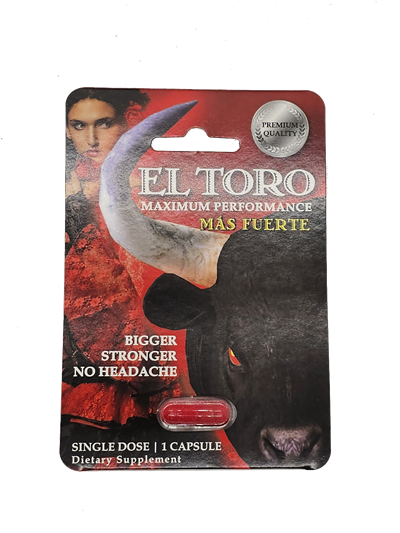 PREMIUM
QUALITY
EL TORO
MAXIMUM PERFORMANCE
MÁS FUERTE
BIGGER
STRONGER
NO HEADACHE
SINGLE DOSE | 1 CAPSULE
Dietary Supplement